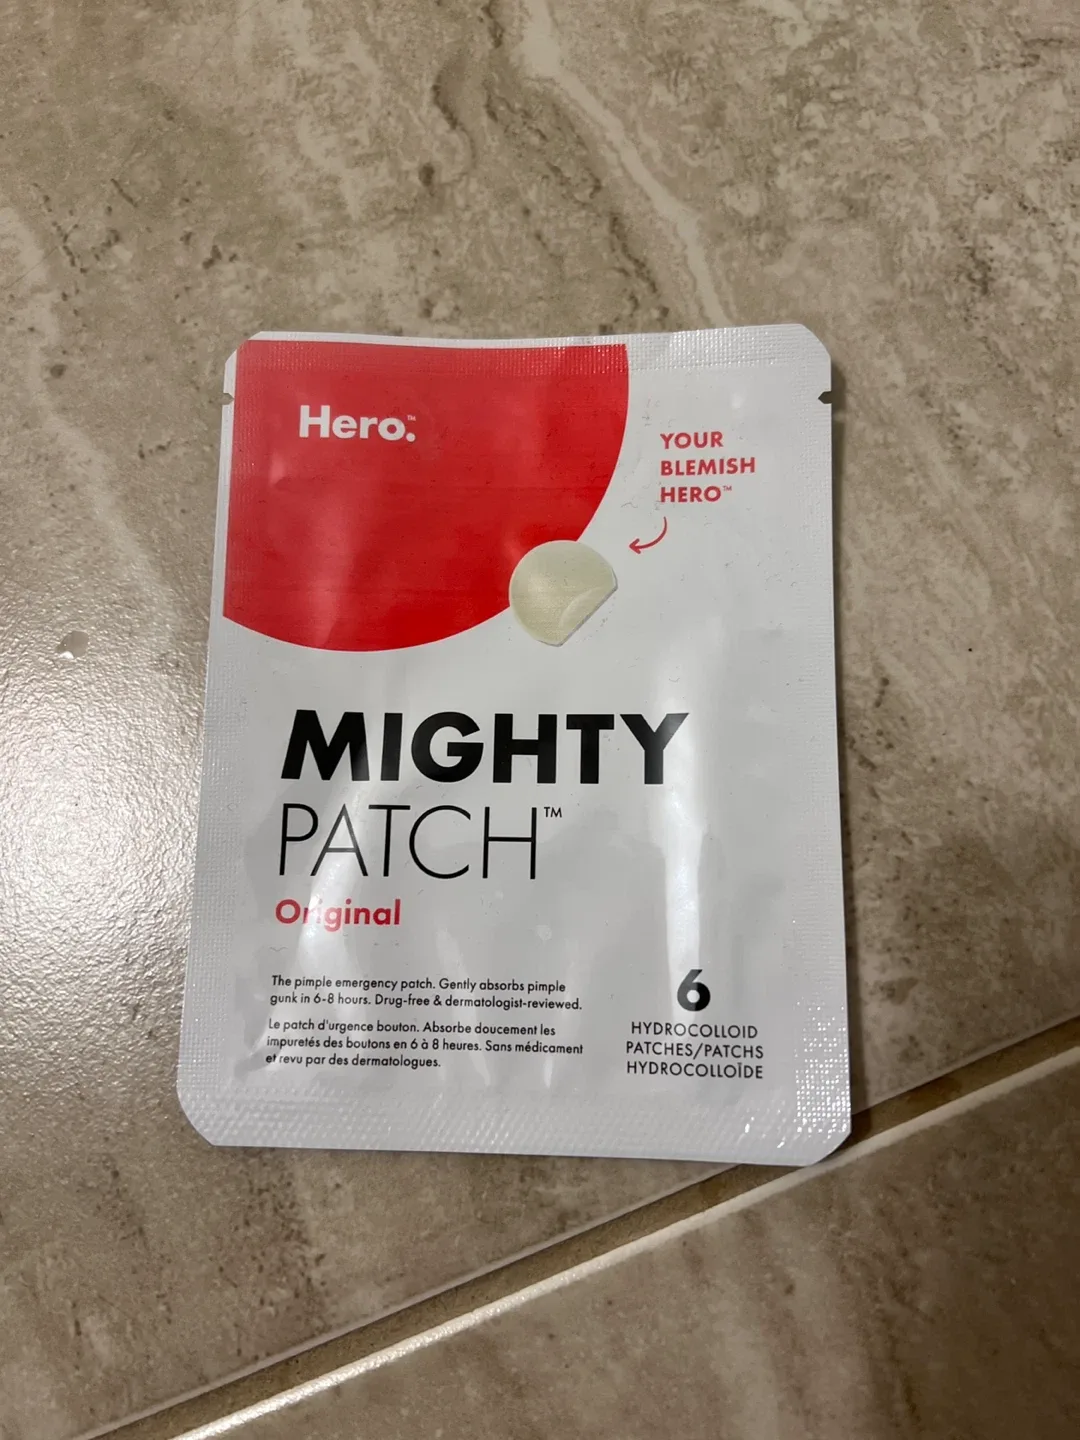 Hero.™
YOUR
BLEMISH
HERO™
MIGHTY
PATCH™
Original
The pimple emergency patch. Gently absorbs pimple
gunk in 6-8 hours. Drug-free & dermatologist-reviewed.
Le patch d'urgence bouton. Absorbe doucement les
impuretés des boutons en 6 à 8 heures. Sans médicament
et revu par des dermatologues.
6
HYDROCOLLOID
PATCHES/PATCHS
HYDROCOLLOÏDE